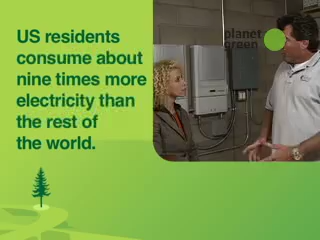 US residents
consume about
nine times more
electricity than
the rest of
the world.
planet
green